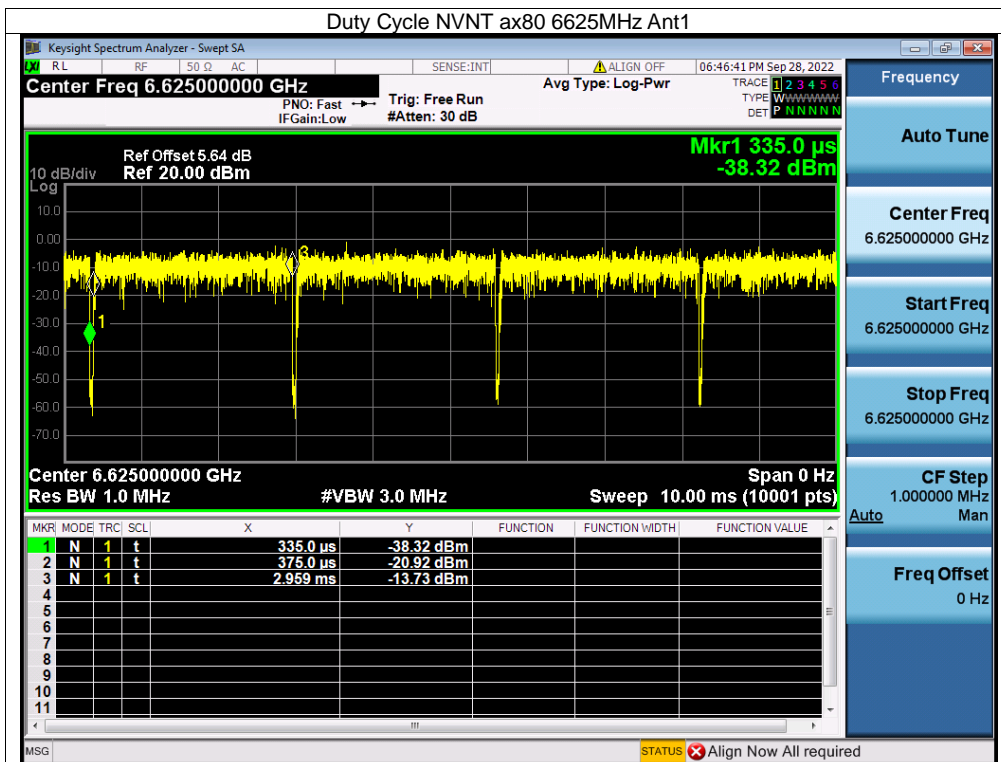 Duty Cycle NVNT ax80 6625MHz Ant1
Keysight Spectrum Analyzer - Swept SA
LXI RL RF 50 Ω AC SENSE:INT ALIGN OFF 06:46:41 PM Sep 28, 2022
Center Freq 6.625000000 GHz
PNO: Fast
IFGain:Low
Trig: Free Run
#Atten: 30 dB
Avg Type: Log-Pwr
TRACE 1 2 3 4 5 6
TYPE WWWWWW
DET P N N N N N
Ref Offset 5.64 dB
10 dB/div Ref 20.00 dBm
Log
Mkr1 335.0 µs
-38.32 dBm
10.0
0.00
-10.0
-20.0
-30.0
-40.0
-50.0
-60.0
-70.0
3
1
Center 6.625000000 GHz Span 0 Hz
Res BW 1.0 MHz #VBW 3.0 MHz Sweep 10.00 ms (10001 pts)
MKR MODE TRC SCL X Y FUNCTION FUNCTION WIDTH FUNCTION VALUE
1 N 1 t 335.0 µs -38.32 dBm
2 N 1 t 375.0 µs -20.92 dBm
3 N 1 t 2.959 ms -13.73 dBm
4
5
6
7
8
9
10
11
MSG STATUS Align Now All required
Frequency
Auto Tune
Center Freq
6.625000000 GHz
Start Freq
6.625000000 GHz
Stop Freq
6.625000000 GHz
CF Step
1.000000 MHz
Auto Man
Freq Offset
0 Hz